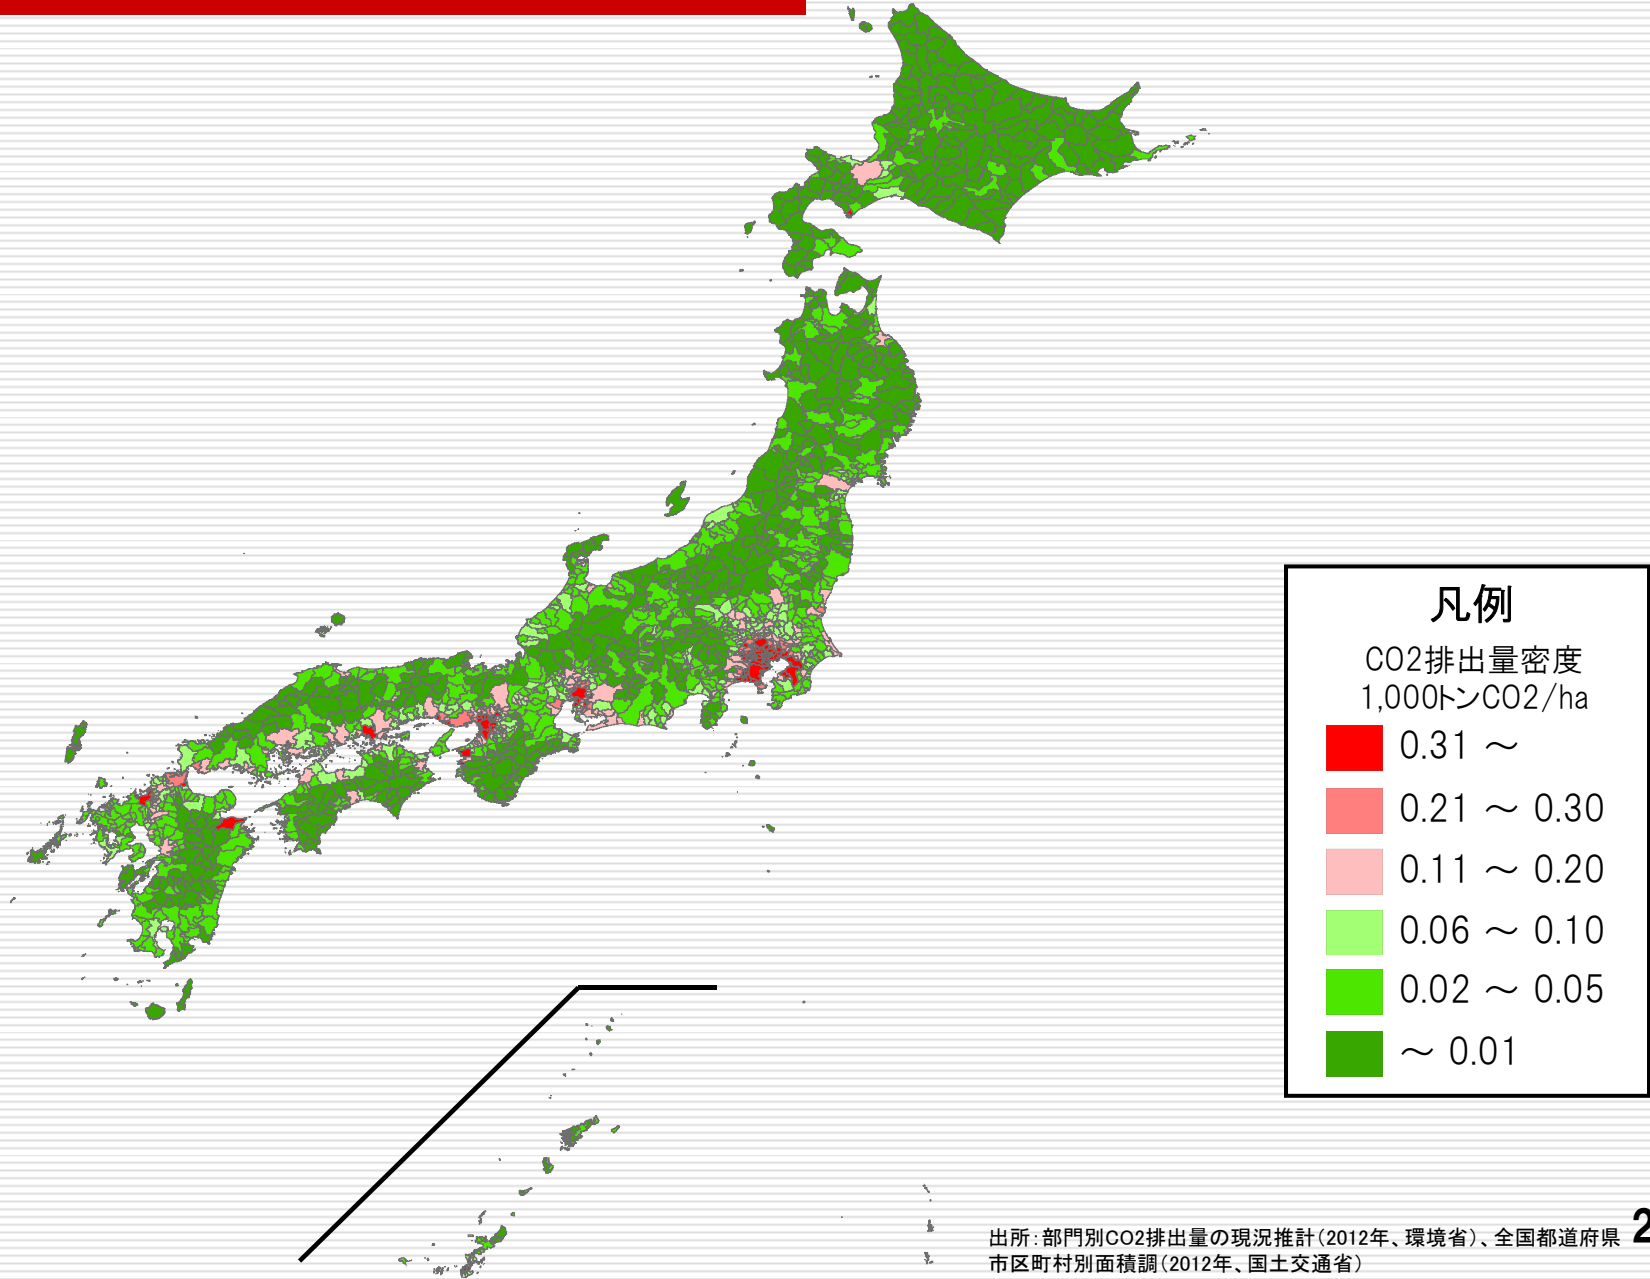 凡例
CO2排出量密度
1,000トンCO2/ha
0.31 ～
0.21 ～ 0.30
0.11 ～ 0.20
0.06 ～ 0.10
0.02 ～ 0.05
～ 0.01
出所：部門別CO2排出量の現況推計（2012年、環境省）、全国都道府県
市区町村別面積調（2012年、国土交通省）
2